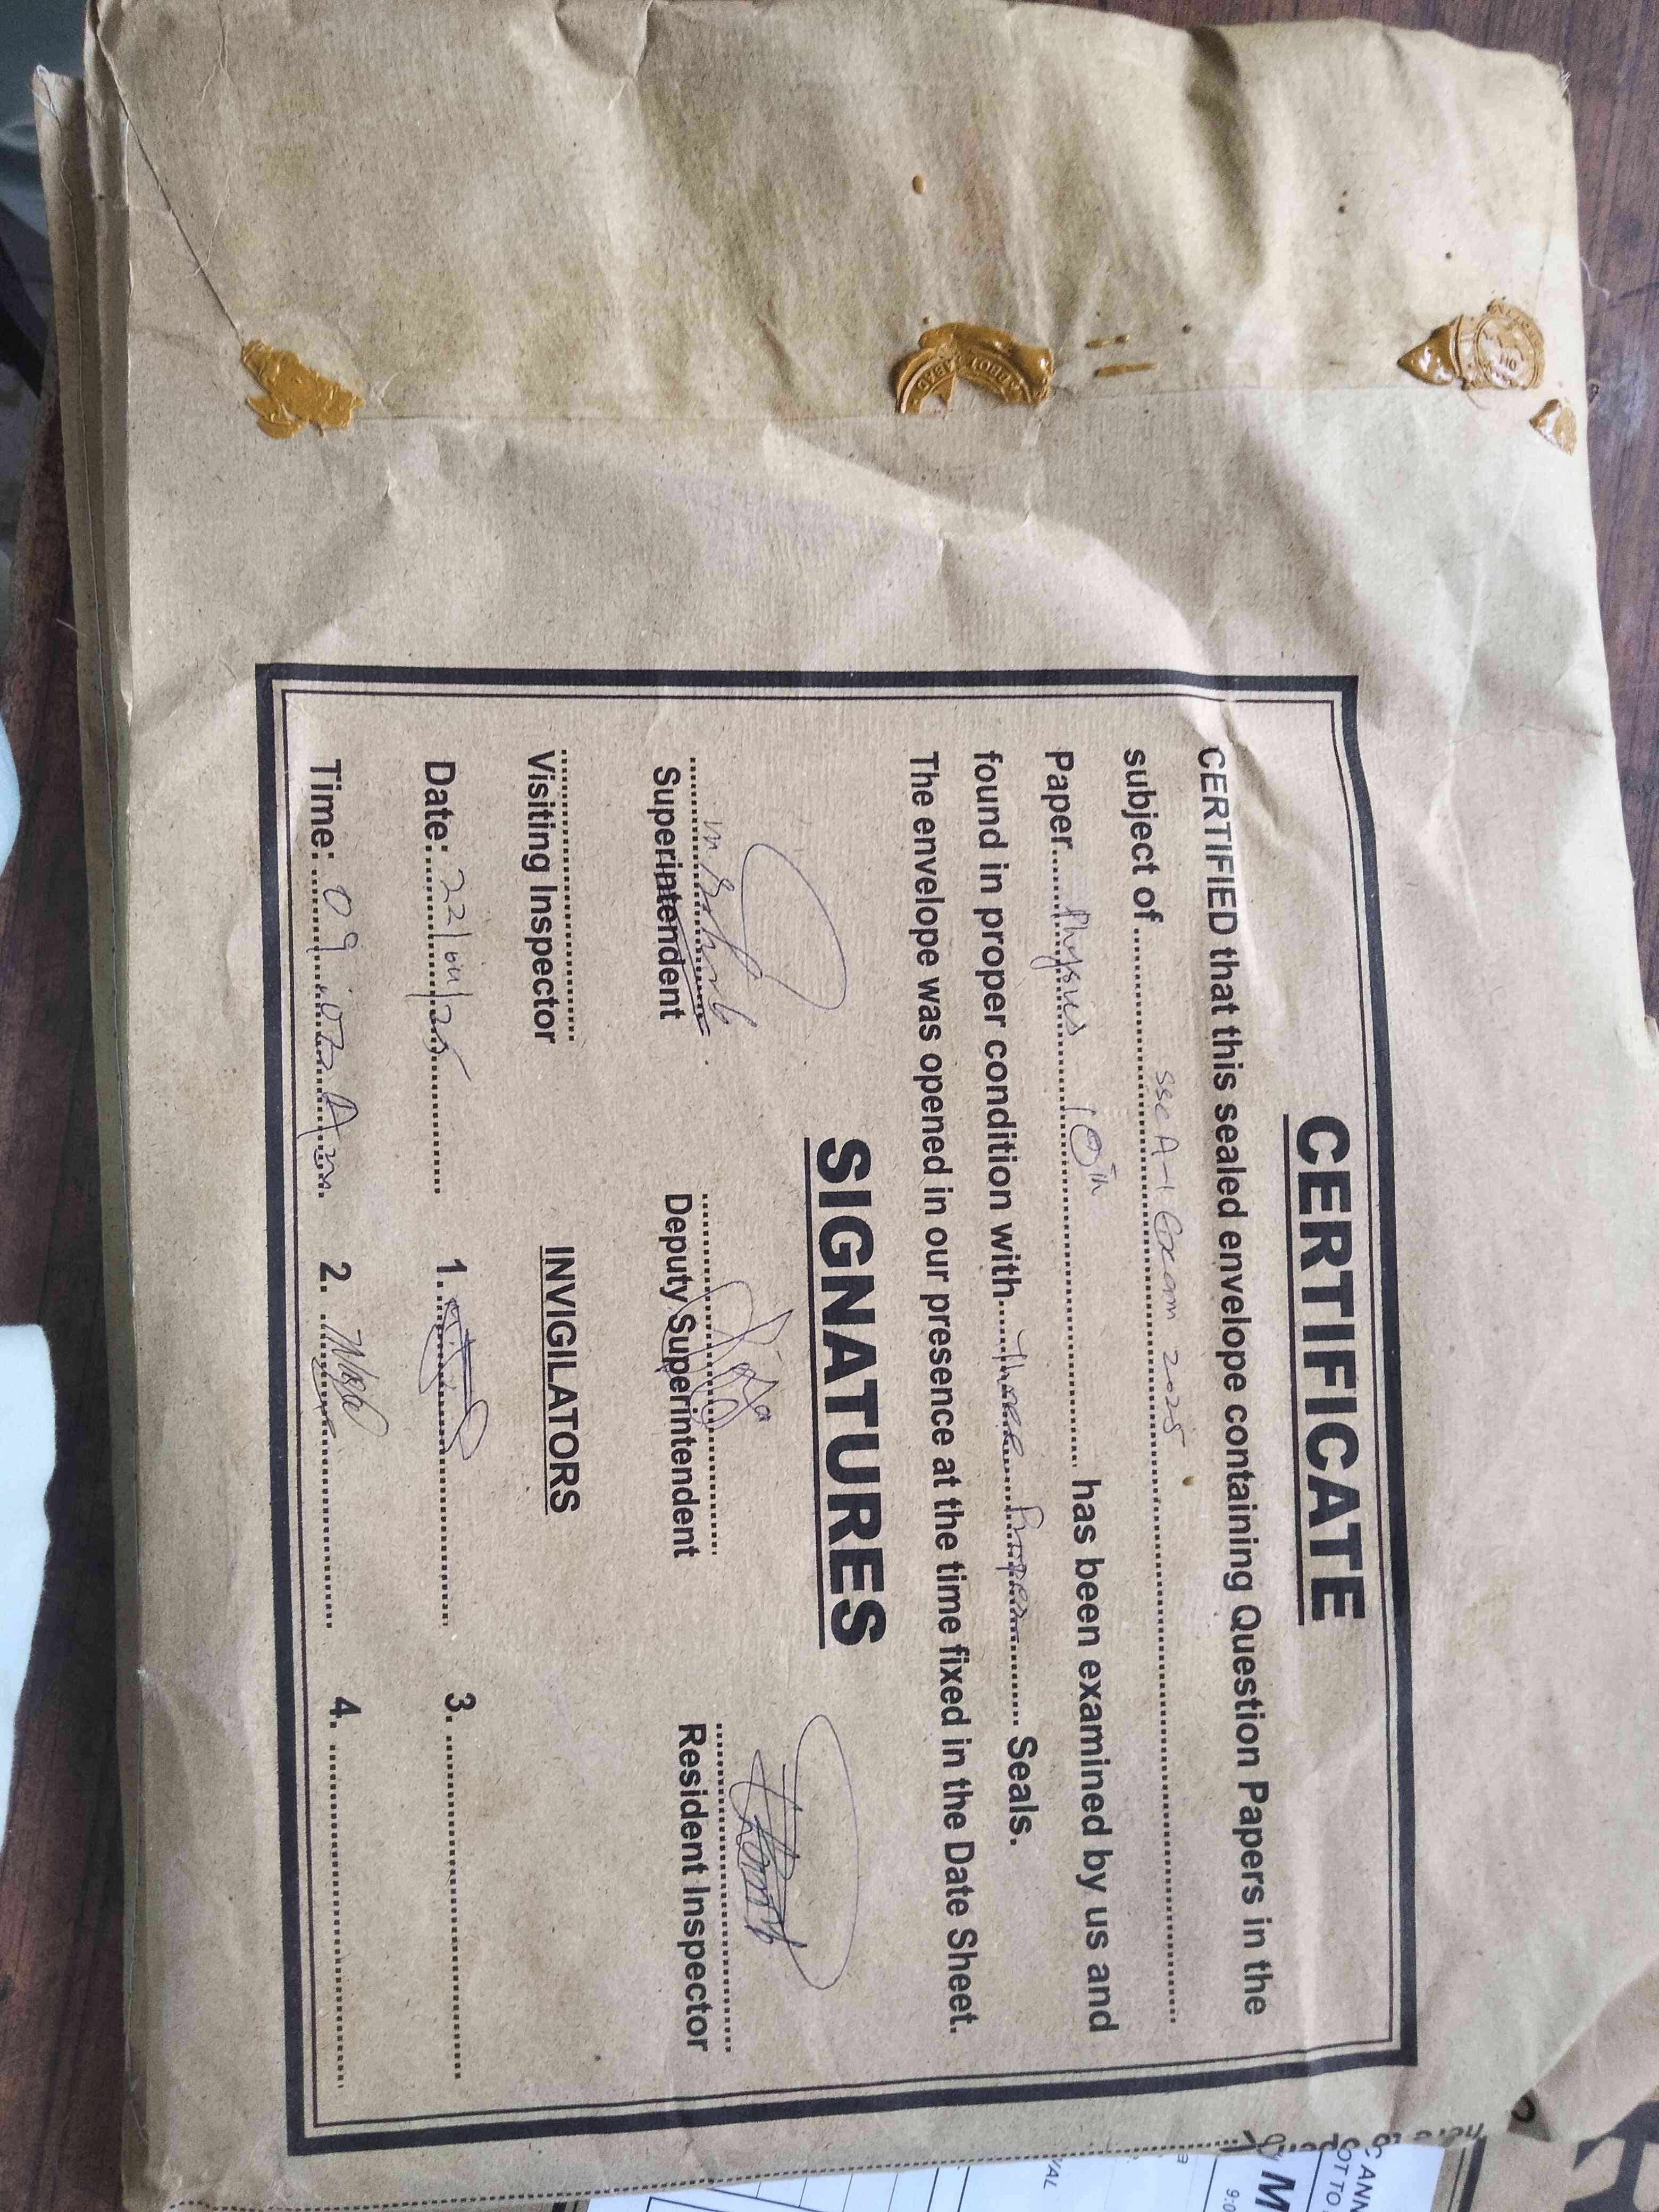 CERTIFICATE
CERTIFIED that this sealed envelope containing Question Papers in the
subject of ........ SSC A-I Exam 2025 ........
Paper ..... Physics 10th ........ has been examined by us and
found in proper condition with ..... Three Proper ..... Seals.
The envelope was opened in our presence at the time fixed in the Date Sheet.
SIGNATURES
Superintendent Deputy Superintendent Resident Inspector
Visiting Inspector INVIGILATORS
Date: 22/04/25 1. 3.
Time: 09:02 Am. 2. 4.